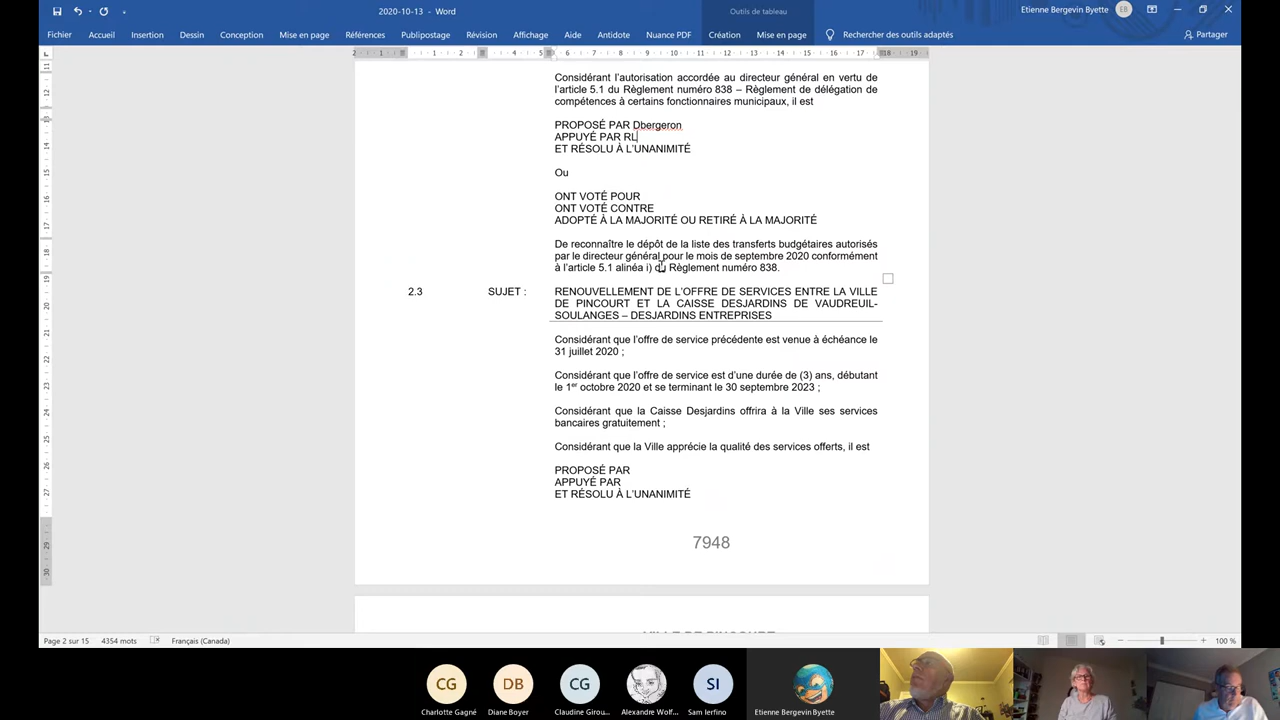 2020-10-13 - Word
Outils de tableau
Etienne Bergevin Byette
EB
Fichier Accueil Insertion Dessin Conception Mise en page Références Publipostage Révision Affichage Antidote Aide Nuance PDF Création Mise en page Rechercher des outils adaptés Partager
Considérant l'autorisation accordée au directeur général en vertu de
l'article 5.1 du Règlement numéro 838 – Règlement de délégation de
compétences à certains fonctionnaires municipaux, il est
PROPOSÉ PAR Dbergeron
APPUYÉ PAR RL
ET RÉSOLU À L'UNANIMITÉ
Ou
ONT VOTÉ POUR
ONT VOTÉ CONTRE
ADOPTÉ À LA MAJORITÉ OU RETIRÉ À LA MAJORITÉ
De reconnaître le dépôt de la liste des transferts budgétaires autorisés
par le directeur général pour le mois de septembre 2020 conformément
à l'article 5.1 alinéa i) du Règlement numéro 838.
2.3 SUJET : RENOUVELLEMENT DE L'OFFRE DE SERVICES ENTRE LA VILLE
DE PINCOURT ET LA CAISSE DESJARDINS DE VAUDREUIL-
SOULANGES – DESJARDINS ENTREPRISES
Considérant que l'offre de service précédente est venue à échéance le
31 juillet 2020 ;
Considérant que l'offre de service est d'une durée de (3) ans, débutant
le 1er octobre 2020 et se terminant le 30 septembre 2023 ;
Considérant que la Caisse Desjardins offrira à la Ville ses services
bancaires gratuitement ;
Considérant que la Ville apprécie la qualité des services offerts, il est
PROPOSÉ PAR
APPUYÉ PAR
ET RÉSOLU À L'UNANIMITÉ
7948
Page 2 sur 15 4354 mots Français (Canada) 100 %
CG DB CG SI
Charlotte Gagné Diane Boyer Claudine Girou... Alexandre Wolf... Sam Ierfino Etienne Bergevin Byette